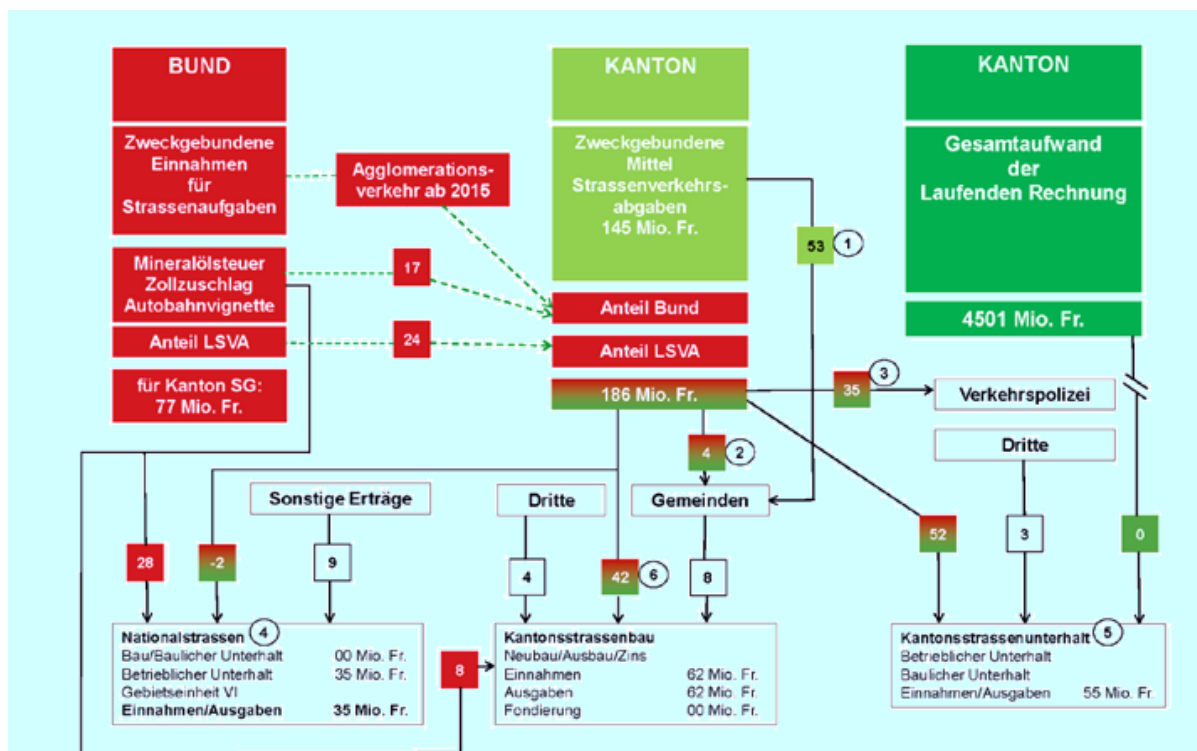 BUND
Zweckgebundene
Einnahmen
für
Strassenaufgaben
Mineralölsteuer
Zollzuschlag
Autobahnvignette
Anteil LSVA
für Kanton SG:
77 Mio. Fr.
Agglomerations-
verkehr ab 2015
17
24
KANTON
Zweckgebundene
Mittel
Strassenverkehrs-
abgaben
145 Mio. Fr.
Anteil Bund
Anteil LSVA
186 Mio. Fr.
53
1
KANTON
Gesamtaufwand
der
Laufenden Rechnung
4501 Mio. Fr.
35
3
Verkehrspolizei
4
2
Sonstige Erträge
Dritte
Gemeinden
Dritte
28
-2
9
4
42
6
8
52
3
0
Nationalstrassen 4
Bau/Baulicher Unterhalt 00 Mio. Fr.
Betrieblicher Unterhalt 35 Mio. Fr.
Gebietseinheit VI
Einnahmen/Ausgaben 35 Mio. Fr.
8
Kantonsstrassenbau
Neubau/Ausbau/Zins
Einnahmen 62 Mio. Fr.
Ausgaben 62 Mio. Fr.
Fondierung 00 Mio. Fr.
Kantonsstrassenunterhalt 5
Betrieblicher Unterhalt
Baulicher Unterhalt
Einnahmen/Ausgaben 55 Mio. Fr.